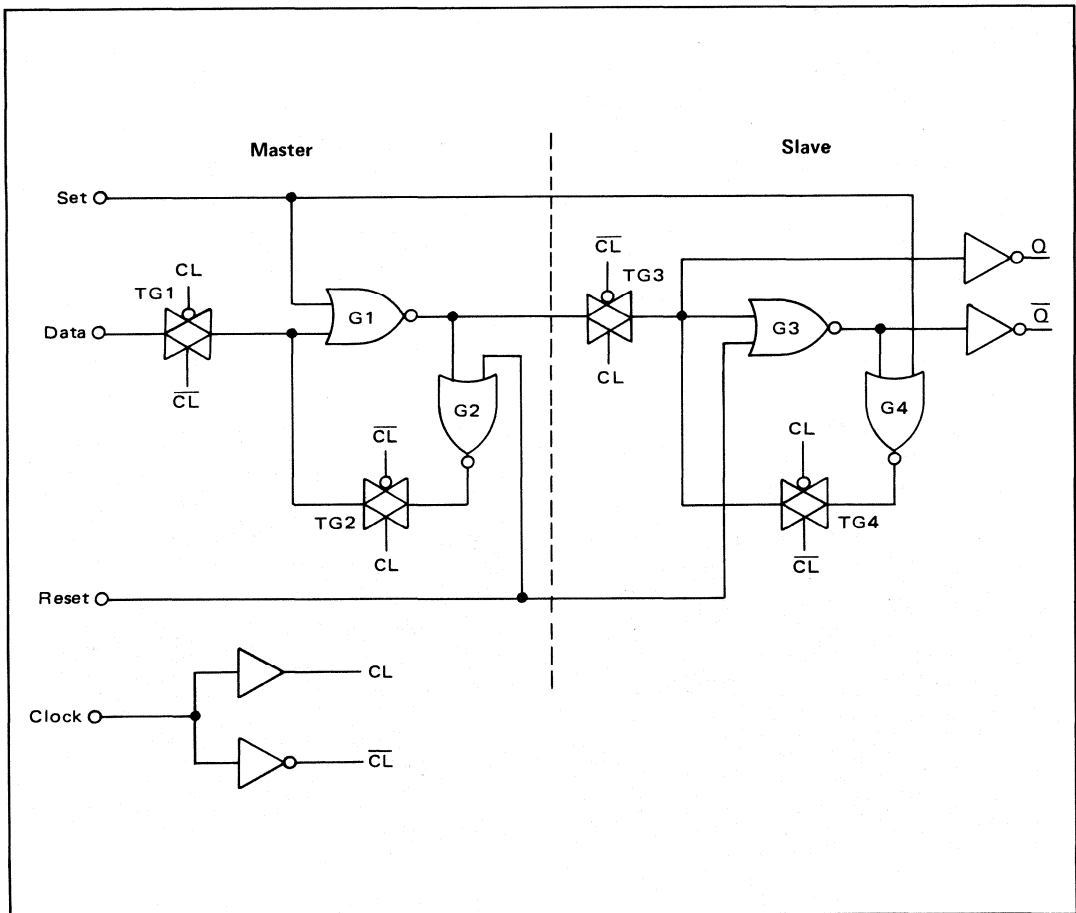 Master
Slave
Set
CL
TG1
Data
CL̅
G1
G2
CL̅
TG2
CL
CL̅
TG3
CL
G3
G4
CL
TG4
CL̅
Q
Q̅
Reset
Clock
CL
CL̅